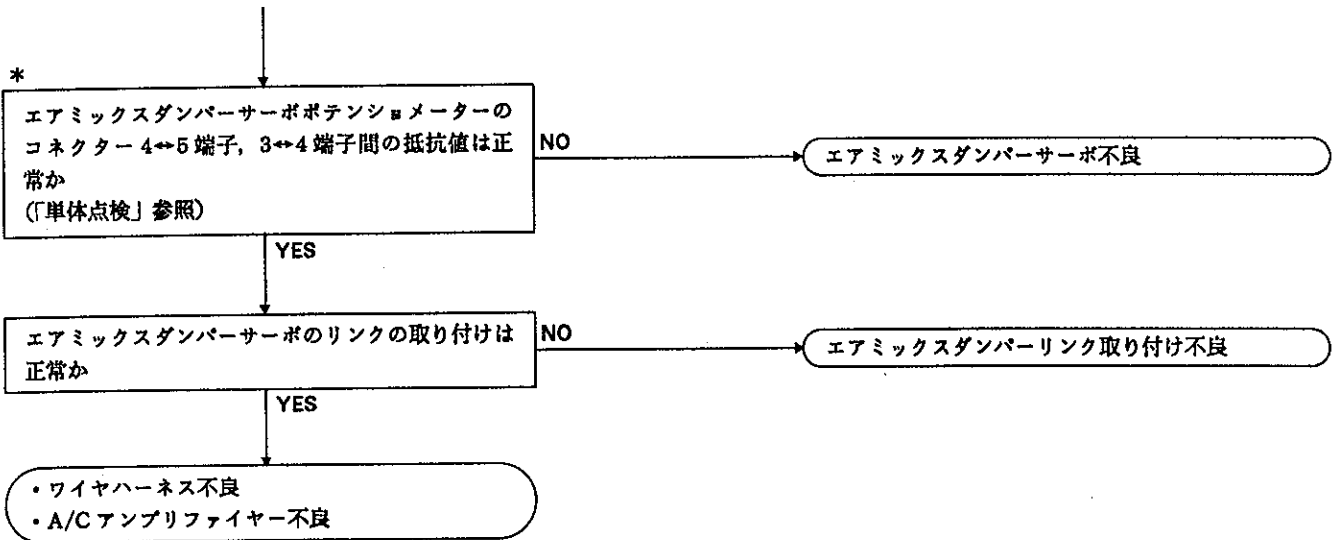 *
エアミックスダンパーサーボポテンショメーターの
コネクター4↔5端子，3↔4端子間の抵抗値は正
常か
(「単体点検」参照)
NO
エアミックスダンパーサーボ不良
YES
エアミックスダンパーサーボのリンクの取り付けは
正常か
NO
エアミックスダンパーリンク取り付け不良
YES
・ワイヤハーネス不良
・A/Cアンプリファイヤー不良